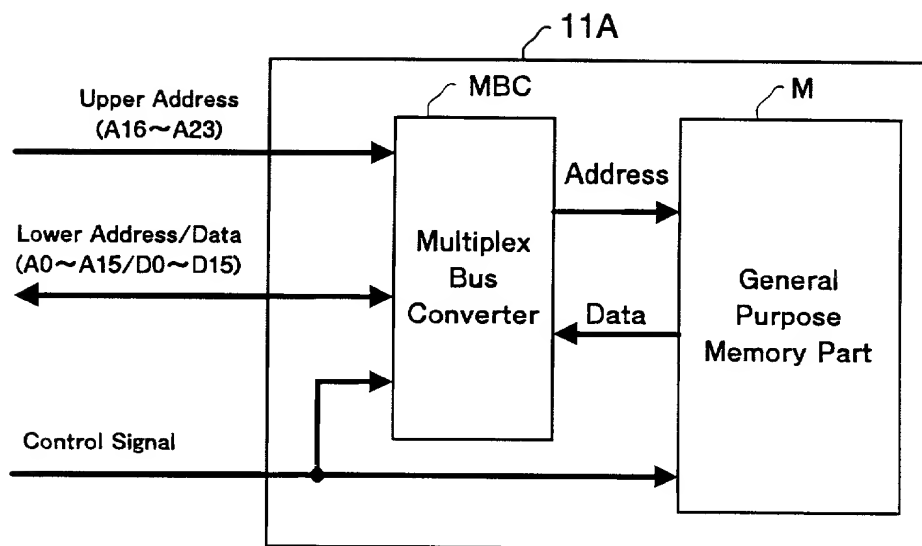 11A
Upper Address
(A16~A23)
MBC
M
Address
Lower Address/Data
(A0~A15/D0~D15)
Multiplex
Bus
Converter
Data
General
Purpose
Memory Part
Control Signal